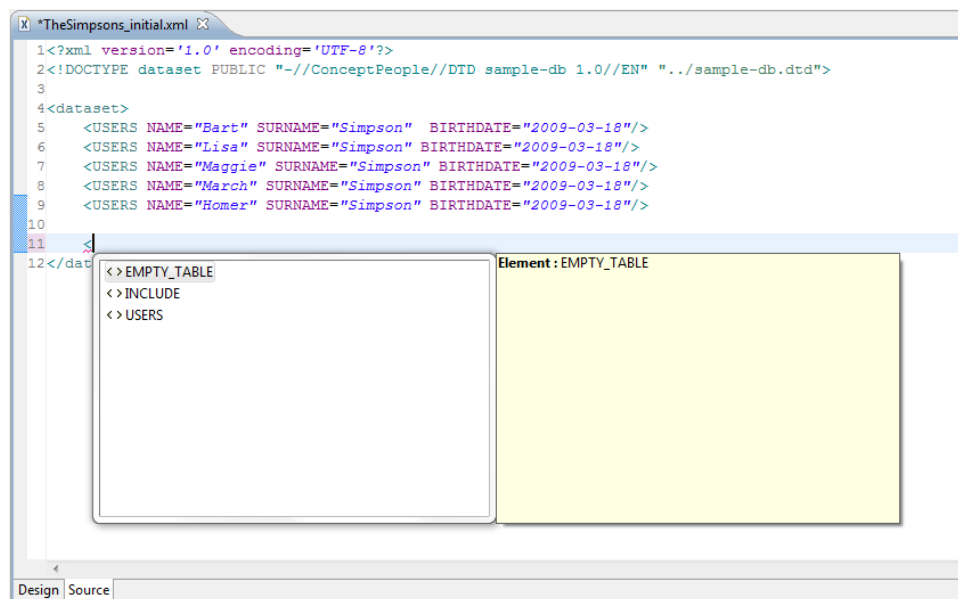 *TheSimpsons_initial.xml
1<?xml version='1.0' encoding='UTF-8'?>
2<!DOCTYPE dataset PUBLIC "-//ConceptPeople//DTD sample-db 1.0//EN" "../sample-db.dtd">
3
4<dataset>
5    <USERS NAME="Bart" SURNAME="Simpson"  BIRTHDATE="2009-03-18"/>
6    <USERS NAME="Lisa" SURNAME="Simpson" BIRTHDATE="2009-03-18"/>
7    <USERS NAME="Maggie" SURNAME="Simpson" BIRTHDATE="2009-03-18"/>
8    <USERS NAME="March" SURNAME="Simpson" BIRTHDATE="2009-03-18"/>
9    <USERS NAME="Homer" SURNAME="Simpson" BIRTHDATE="2009-03-18"/>
10
11    <
12</dat
<> EMPTY_TABLE
<> INCLUDE
<> USERS
Element : EMPTY_TABLE
Design Source